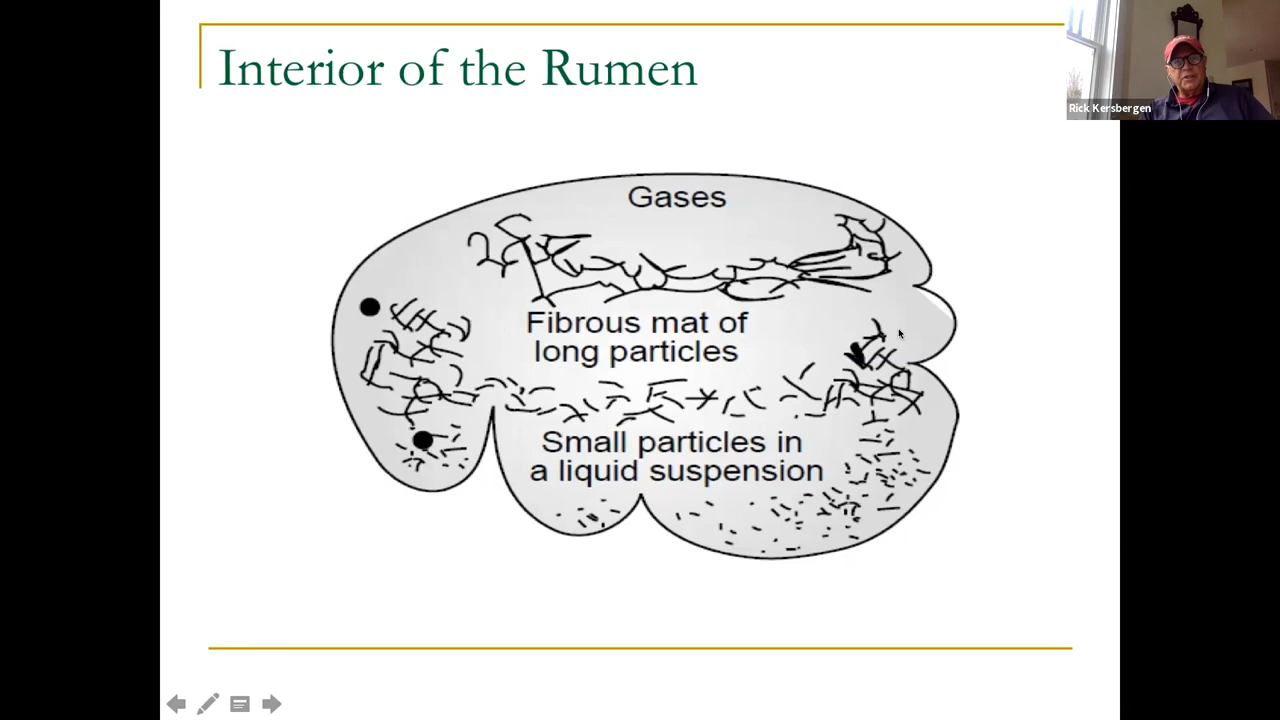 Interior of the Rumen
Rick Kersbergen
Gases
Fibrous mat of
long particles
Small particles in
a liquid suspension